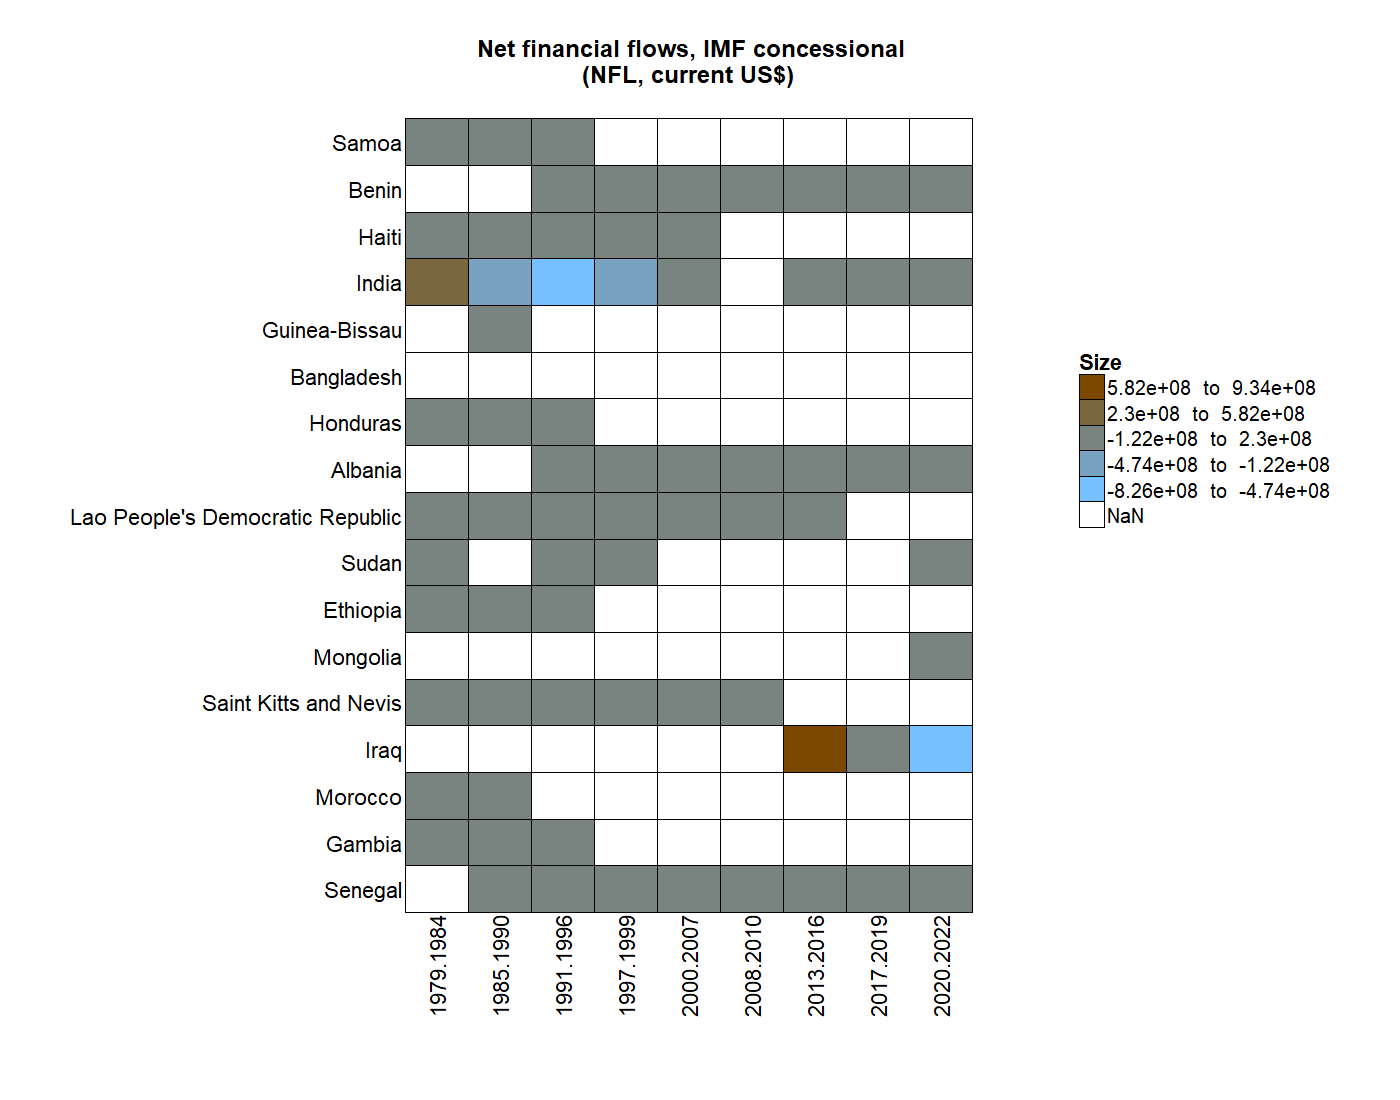 Net financial flows, IMF concessional
(NFL, current US$)
Samoa
Benin
Haiti
India
Guinea-Bissau
Bangladesh
Honduras
Albania
Lao People's Democratic Republic
Sudan
Ethiopia
Mongolia
Saint Kitts and Nevis
Iraq
Morocco
Gambia
Senegal
1979.1984
1985.1990
1991.1996
1997.1999
2000.2007
2008.2010
2013.2016
2017.2019
2020.2022
Size
5.82e+08 to 9.34e+08
2.3e+08 to 5.82e+08
-1.22e+08 to 2.3e+08
-4.74e+08 to -1.22e+08
-8.26e+08 to -4.74e+08
NaN